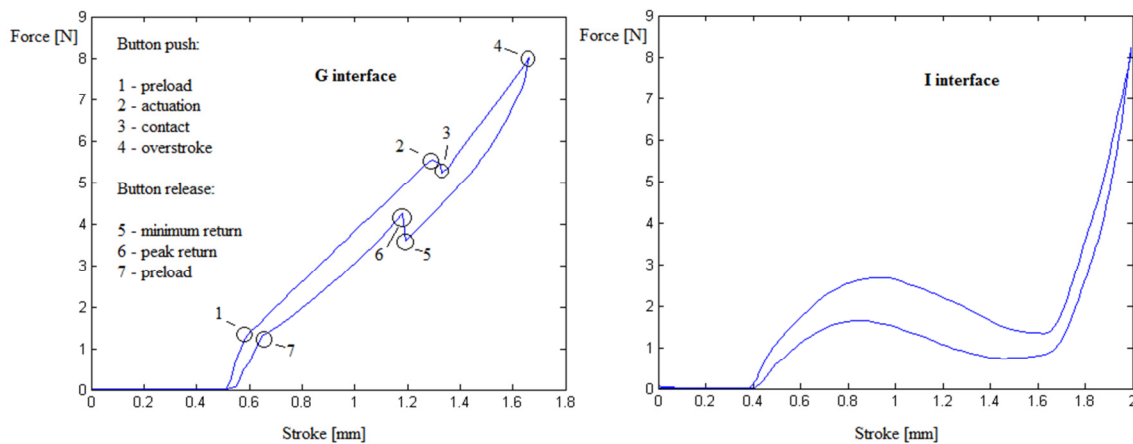 Force [N]
9
8
7
6
5
4
3
2
1
0
Button push:
1 - preload
2 - actuation
3 - contact
4 - overstroke
Button release:
5 - minimum return
6 - peak return
7 - preload
G interface
4
2
3
6
5
1
7
0 0.2 0.4 0.6 0.8 1 1.2 1.4 1.6 1.8
Stroke [mm]
Force [N]
9
8
7
6
5
4
3
2
1
0
I interface
0 0.2 0.4 0.6 0.8 1 1.2 1.4 1.6 1.8 2
Stroke [mm]